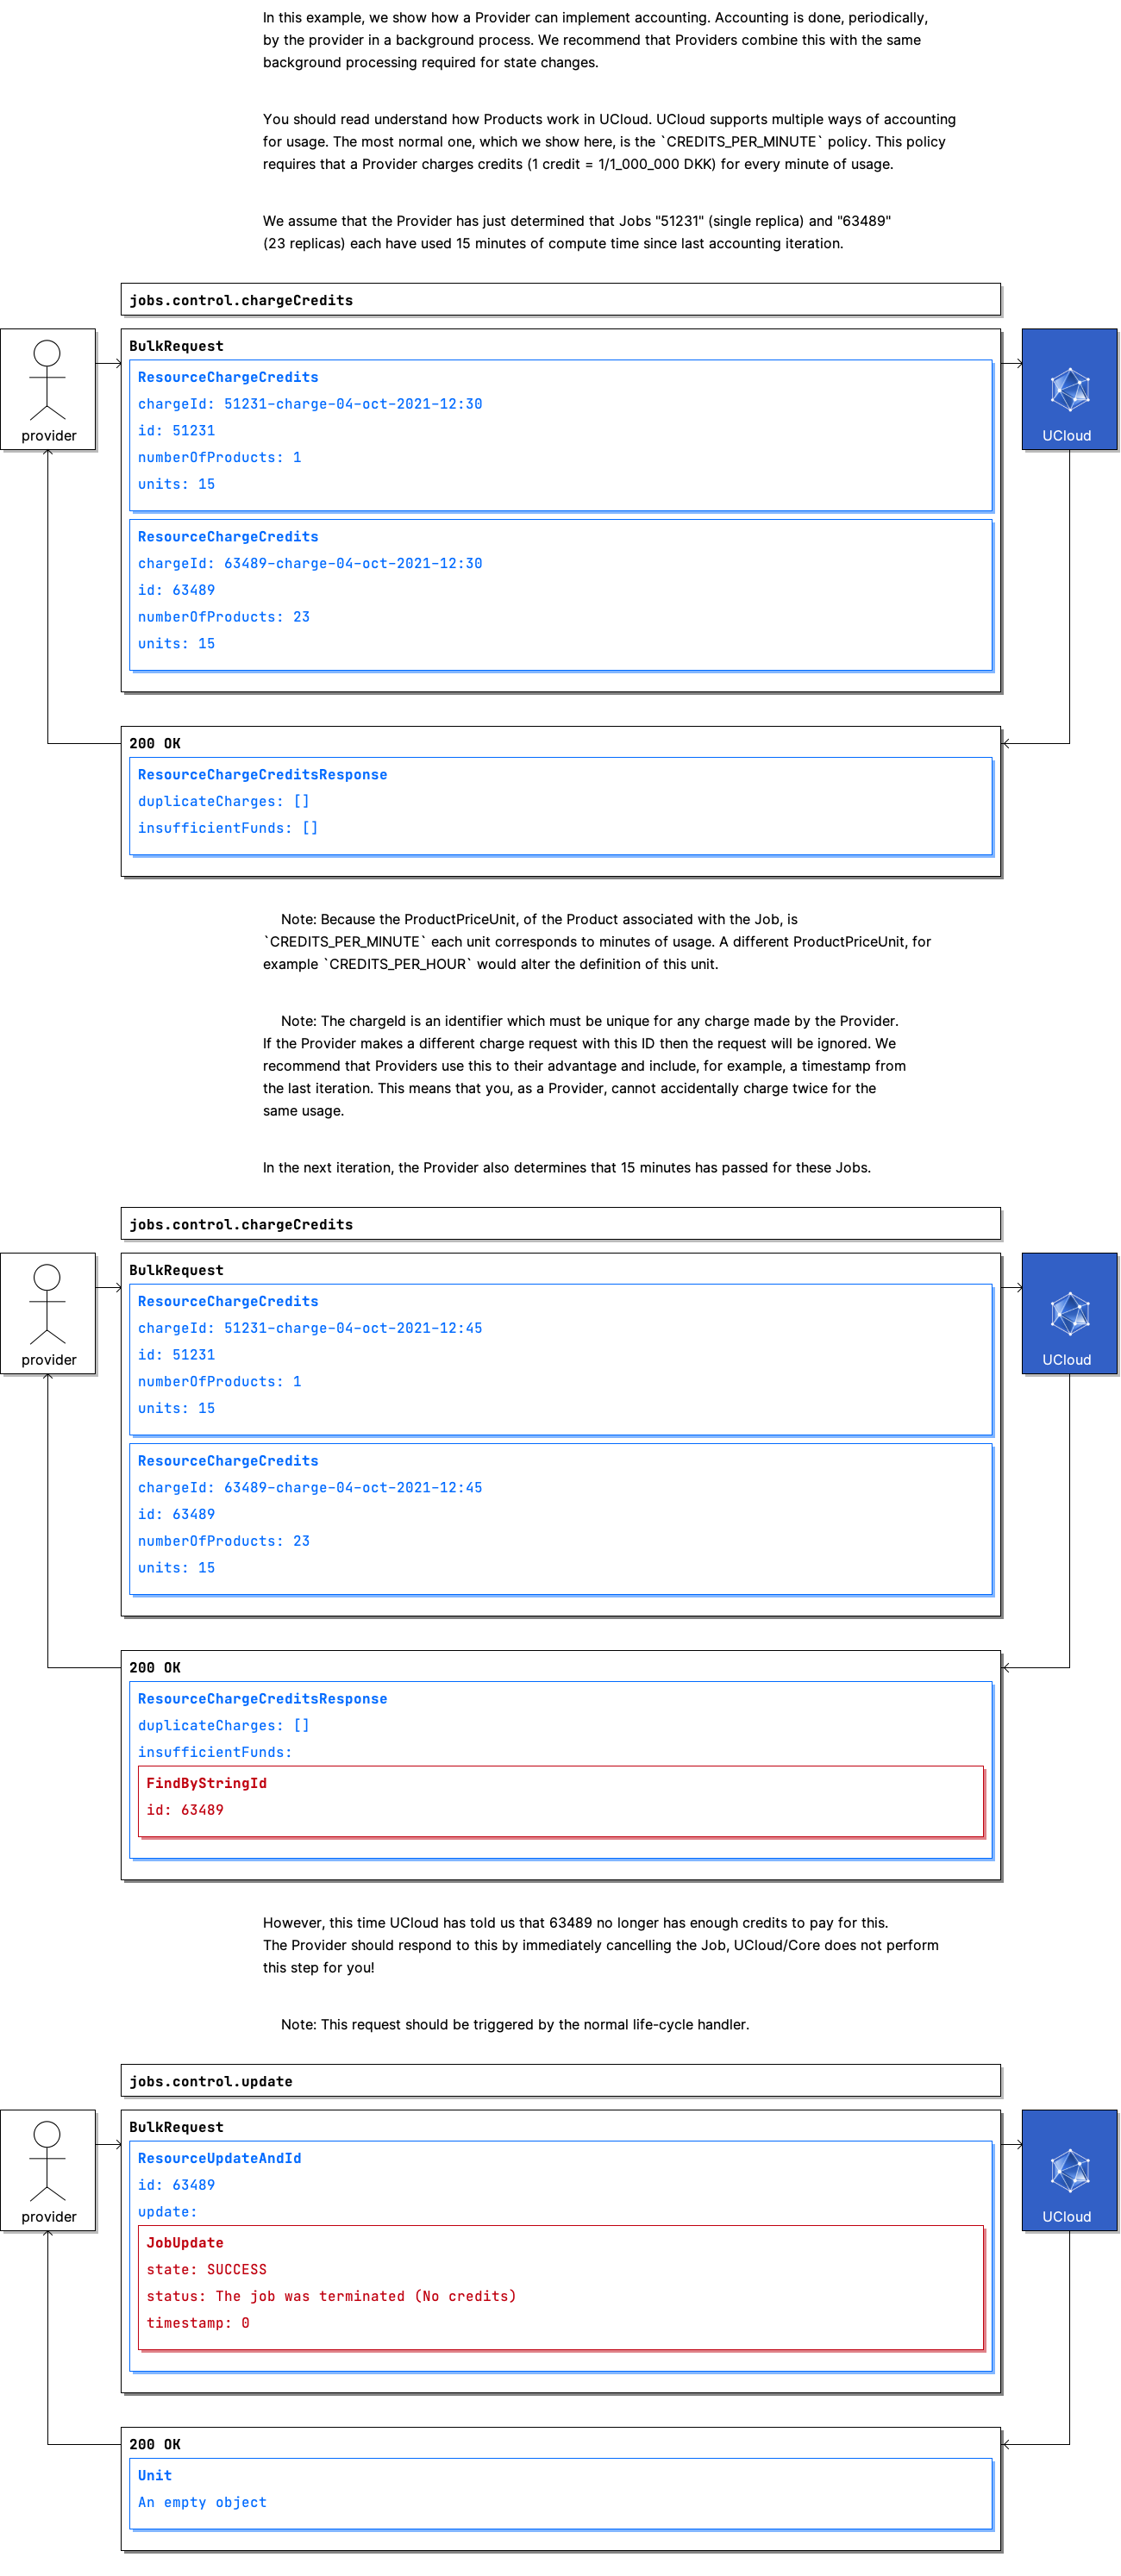 In this example, we show how a Provider can implement accounting. Accounting is done, periodically,
by the provider in a background process. We recommend that Providers combine this with the same
background processing required for state changes.
You should read understand how Products work in UCloud. UCloud supports multiple ways of accounting
for usage. The most normal one, which we show here, is the `CREDITS_PER_MINUTE` policy. This policy
requires that a Provider charges credits (1 credit = 1/1_000_000 DKK) for every minute of usage.
We assume that the Provider has just determined that Jobs "51231" (single replica) and "63489"
(23 replicas) each have used 15 minutes of compute time since last accounting iteration.
jobs.control.chargeCredits
provider
BulkRequest
ResourceChargeCredits
chargeId: 51231-charge-04-oct-2021-12:30
id: 51231
numberOfProducts: 1
units: 15
ResourceChargeCredits
chargeId: 63489-charge-04-oct-2021-12:30
id: 63489
numberOfProducts: 23
units: 15
UCloud
200 OK
ResourceChargeCreditsResponse
duplicateCharges: []
insufficientFunds: []
Note: Because the ProductPriceUnit, of the Product associated with the Job, is
`CREDITS_PER_MINUTE` each unit corresponds to minutes of usage. A different ProductPriceUnit, for
example `CREDITS_PER_HOUR` would alter the definition of this unit.
Note: The chargeId is an identifier which must be unique for any charge made by the Provider.
If the Provider makes a different charge request with this ID then the request will be ignored. We
recommend that Providers use this to their advantage and include, for example, a timestamp from
the last iteration. This means that you, as a Provider, cannot accidentally charge twice for the
same usage.
In the next iteration, the Provider also determines that 15 minutes has passed for these Jobs.
jobs.control.chargeCredits
provider
BulkRequest
ResourceChargeCredits
chargeId: 51231-charge-04-oct-2021-12:45
id: 51231
numberOfProducts: 1
units: 15
ResourceChargeCredits
chargeId: 63489-charge-04-oct-2021-12:45
id: 63489
numberOfProducts: 23
units: 15
UCloud
200 OK
ResourceChargeCreditsResponse
duplicateCharges: []
insufficientFunds:
FindByStringId
id: 63489
However, this time UCloud has told us that 63489 no longer has enough credits to pay for this.
The Provider should respond to this by immediately cancelling the Job, UCloud/Core does not perform
this step for you!
Note: This request should be triggered by the normal life-cycle handler.
jobs.control.update
provider
BulkRequest
ResourceUpdateAndId
id: 63489
update:
JobUpdate
state: SUCCESS
status: The job was terminated (No credits)
timestamp: 0
UCloud
200 OK
Unit
An empty object